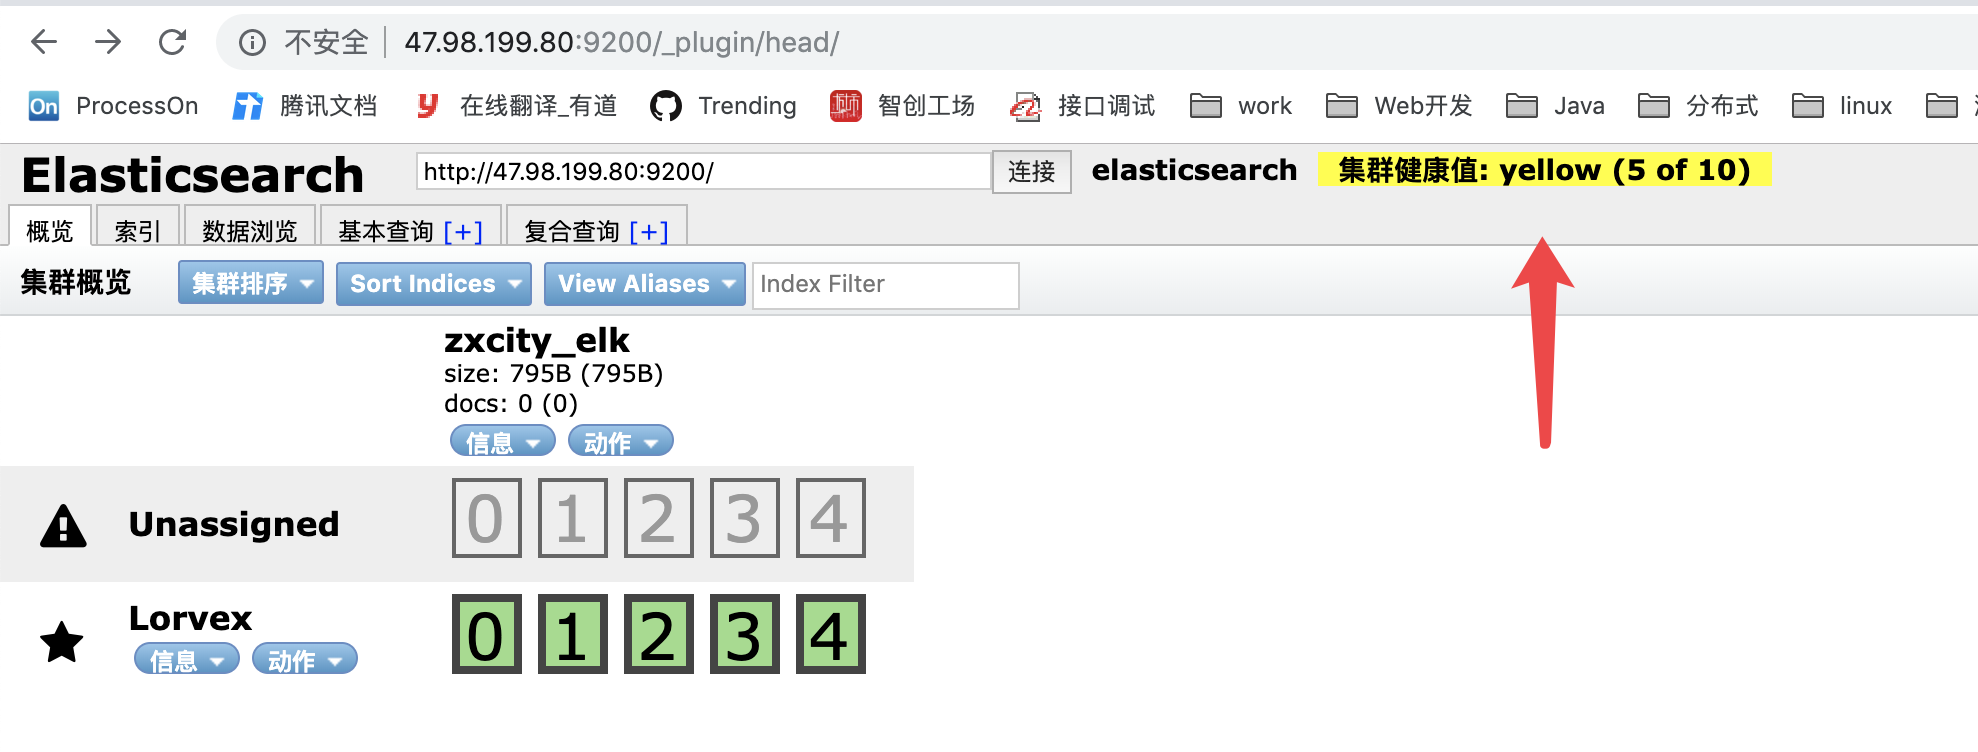 不安全 47.98.199.80:9200/_plugin/head/
On ProcessOn 腾讯文档 y 在线翻译_有道 Trending 智创工场 接口调试 work Web开发 Java 分布式 linux
Elasticsearch http://47.98.199.80:9200/ 连接 elasticsearch 集群健康值: yellow (5 of 10)
概览 索引 数据浏览 基本查询 [+] 复合查询 [+]
集群概览 集群排序 Sort Indices View Aliases Index Filter
zxcity_elk
size: 795B (795B)
docs: 0 (0)
信息 动作
Unassigned 0 1 2 3 4
Lorvex 0 1 2 3 4
信息 动作